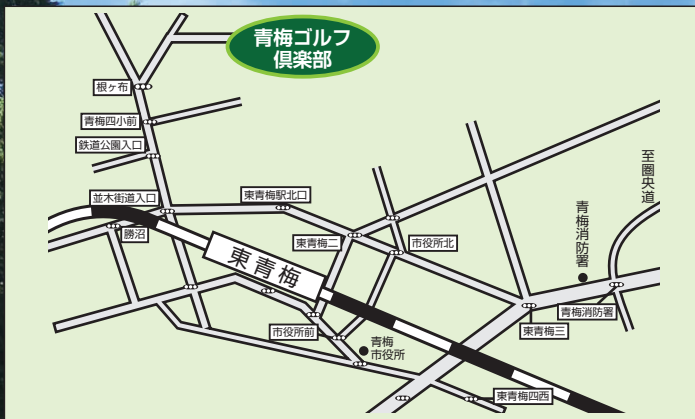 青梅ゴルフ
倶楽部
根ヶ布
青梅四小前
鉄道公園入口
並木街道入口
東青梅駅北口
勝沼
東青梅二
市役所北
至圏央道
青梅消防署
東青梅
市役所前
青梅
市役所
東青梅三
青梅消防署
東青梅四西